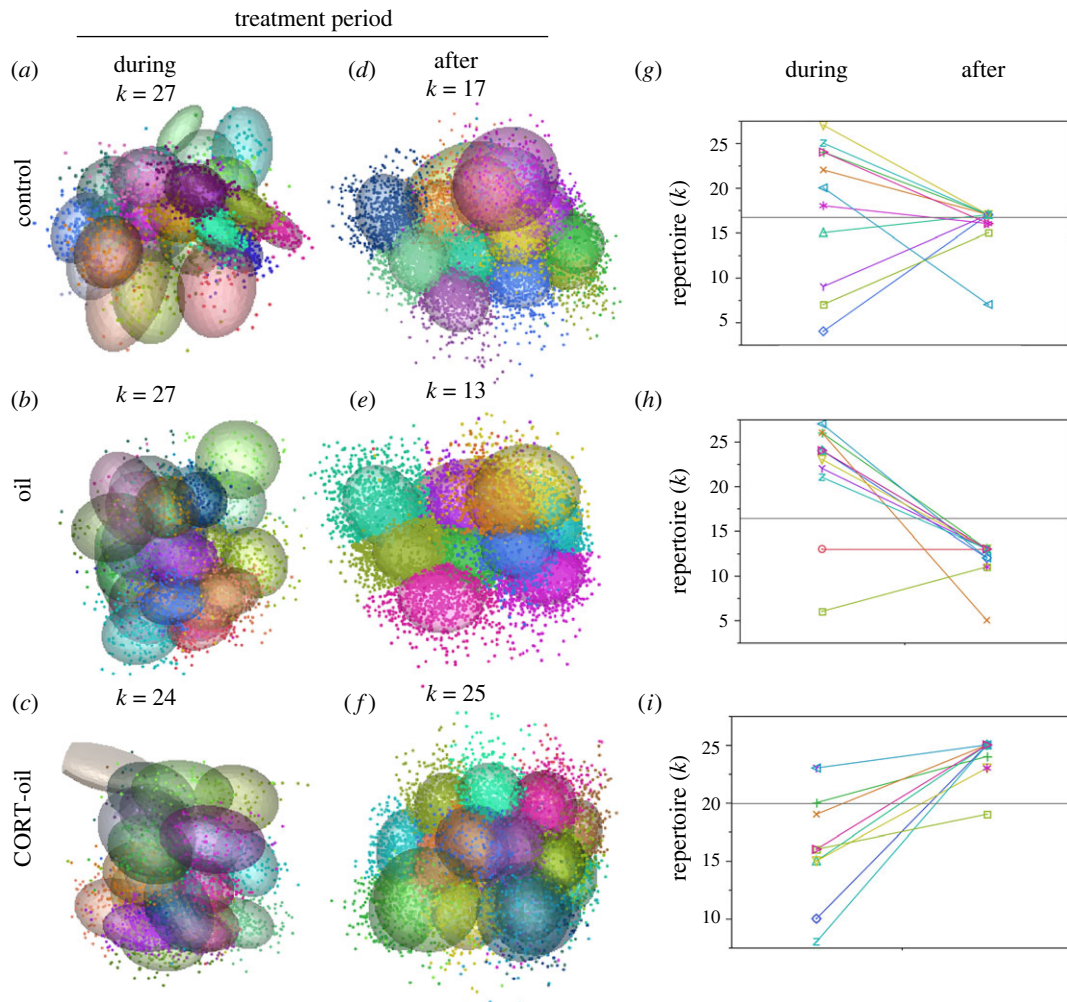 treatment period
(a) during (d) after (g) during after
k = 27 k = 17
control
repertoire (k)
25
20
15
10
5
(b) k = 27 (e) k = 13 (h)
oil
repertoire (k)
25
20
15
10
5
(c) k = 24 (f) k = 25 (i)
CORT-oil
repertoire (k)
25
20
15
10